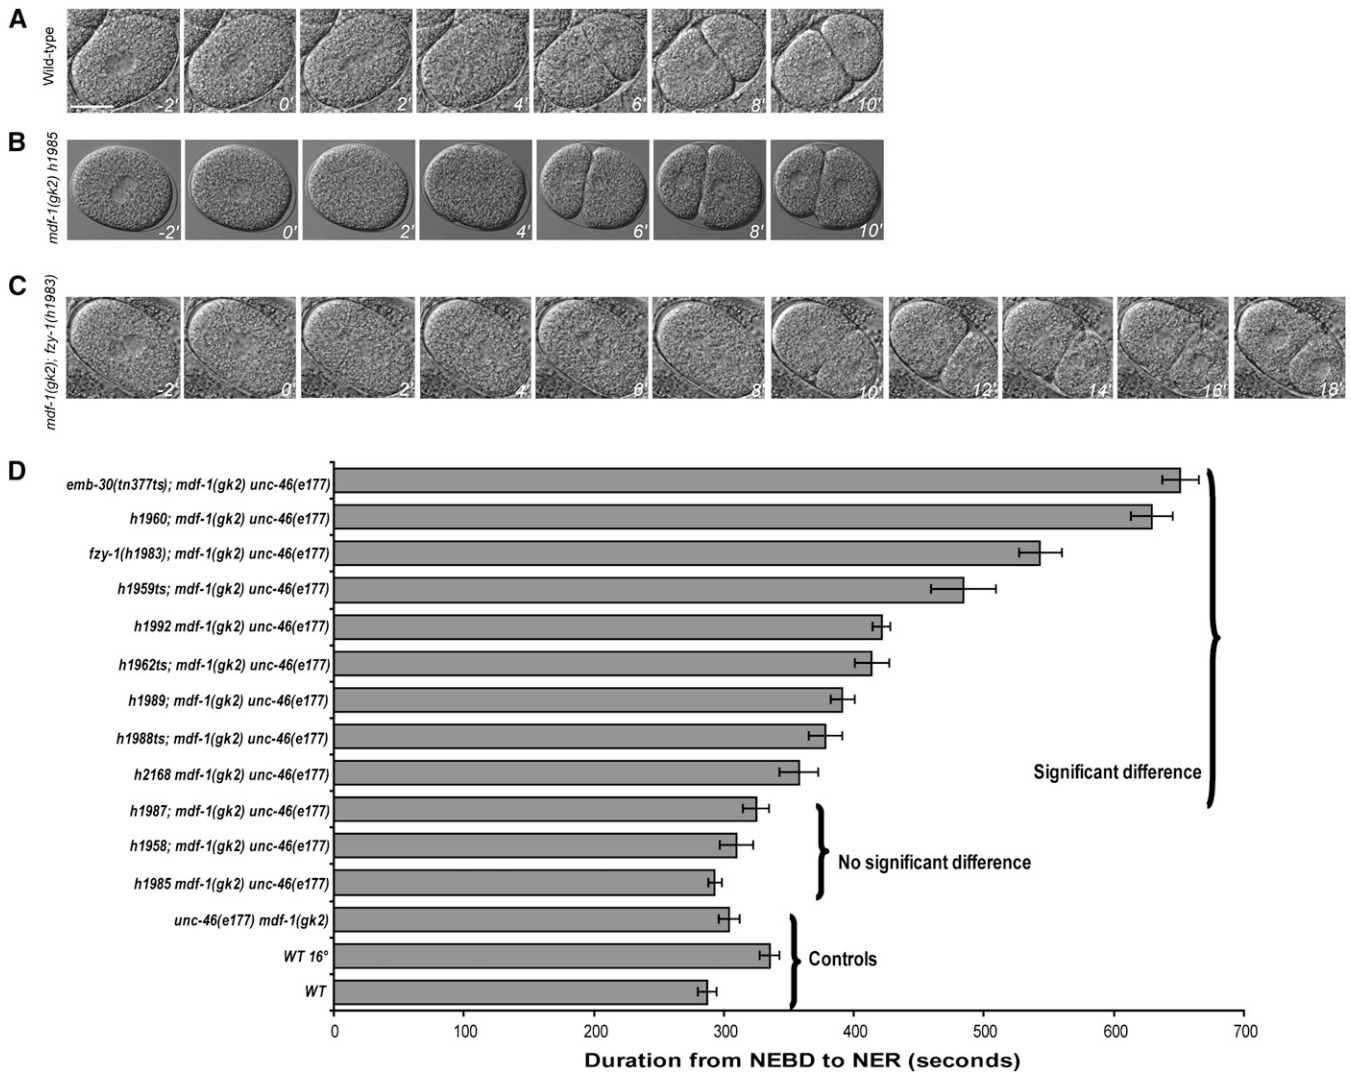 A
Wild-type
-2' 0' 2' 4' 6' 8' 10'
B
mdf-1(gk2) h1985
-2' 0' 2' 4' 6' 8' 10'
C
mdf-1(gk2); fzy-1(h1983)
-2' 0' 2' 4' 6' 8' 10' 12' 14' 16' 18'
D
emb-30(tn377ts); mdf-1(gk2) unc-46(e177)
h1960; mdf-1(gk2) unc-46(e177)
fzy-1(h1983); mdf-1(gk2) unc-46(e177)
h1959ts; mdf-1(gk2) unc-46(e177)
h1992 mdf-1(gk2) unc-46(e177)
h1962ts; mdf-1(gk2) unc-46(e177)
h1989; mdf-1(gk2) unc-46(e177)
h1988ts; mdf-1(gk2) unc-46(e177)
h2168 mdf-1(gk2) unc-46(e177)
Significant difference
h1987; mdf-1(gk2) unc-46(e177)
h1958; mdf-1(gk2) unc-46(e177)
No significant difference
h1985 mdf-1(gk2) unc-46(e177)
unc-46(e177) mdf-1(gk2)
WT 16°
Controls
WT
0 100 200 300 400 500 600 700
Duration from NEBD to NER (seconds)